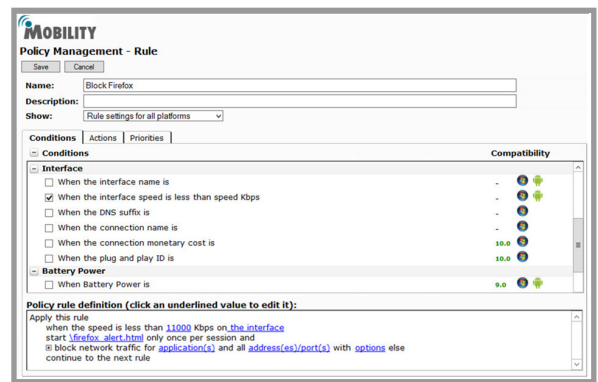 MOBILITY
Policy Management - Rule
Save Cancel
Name: Block Firefox
Description:
Show: Rule settings for all platforms
Conditions Actions Priorities
Conditions Compatibility
Interface
When the interface name is -
When the interface speed is less than speed Kbps -
When the DNS suffix is -
When the connection name is -
When the connection monetary cost is 10.0
When the plug and play ID is 10.0
Battery Power
When Battery Power is 9.0
Policy rule definition (click an underlined value to edit it):
Apply this rule
when the speed is less than 11000 Kbps on the interface
start \firefox_alert.html only once per session and
block network traffic for application(s) and all address(es)/port(s) with options else
continue to the next rule